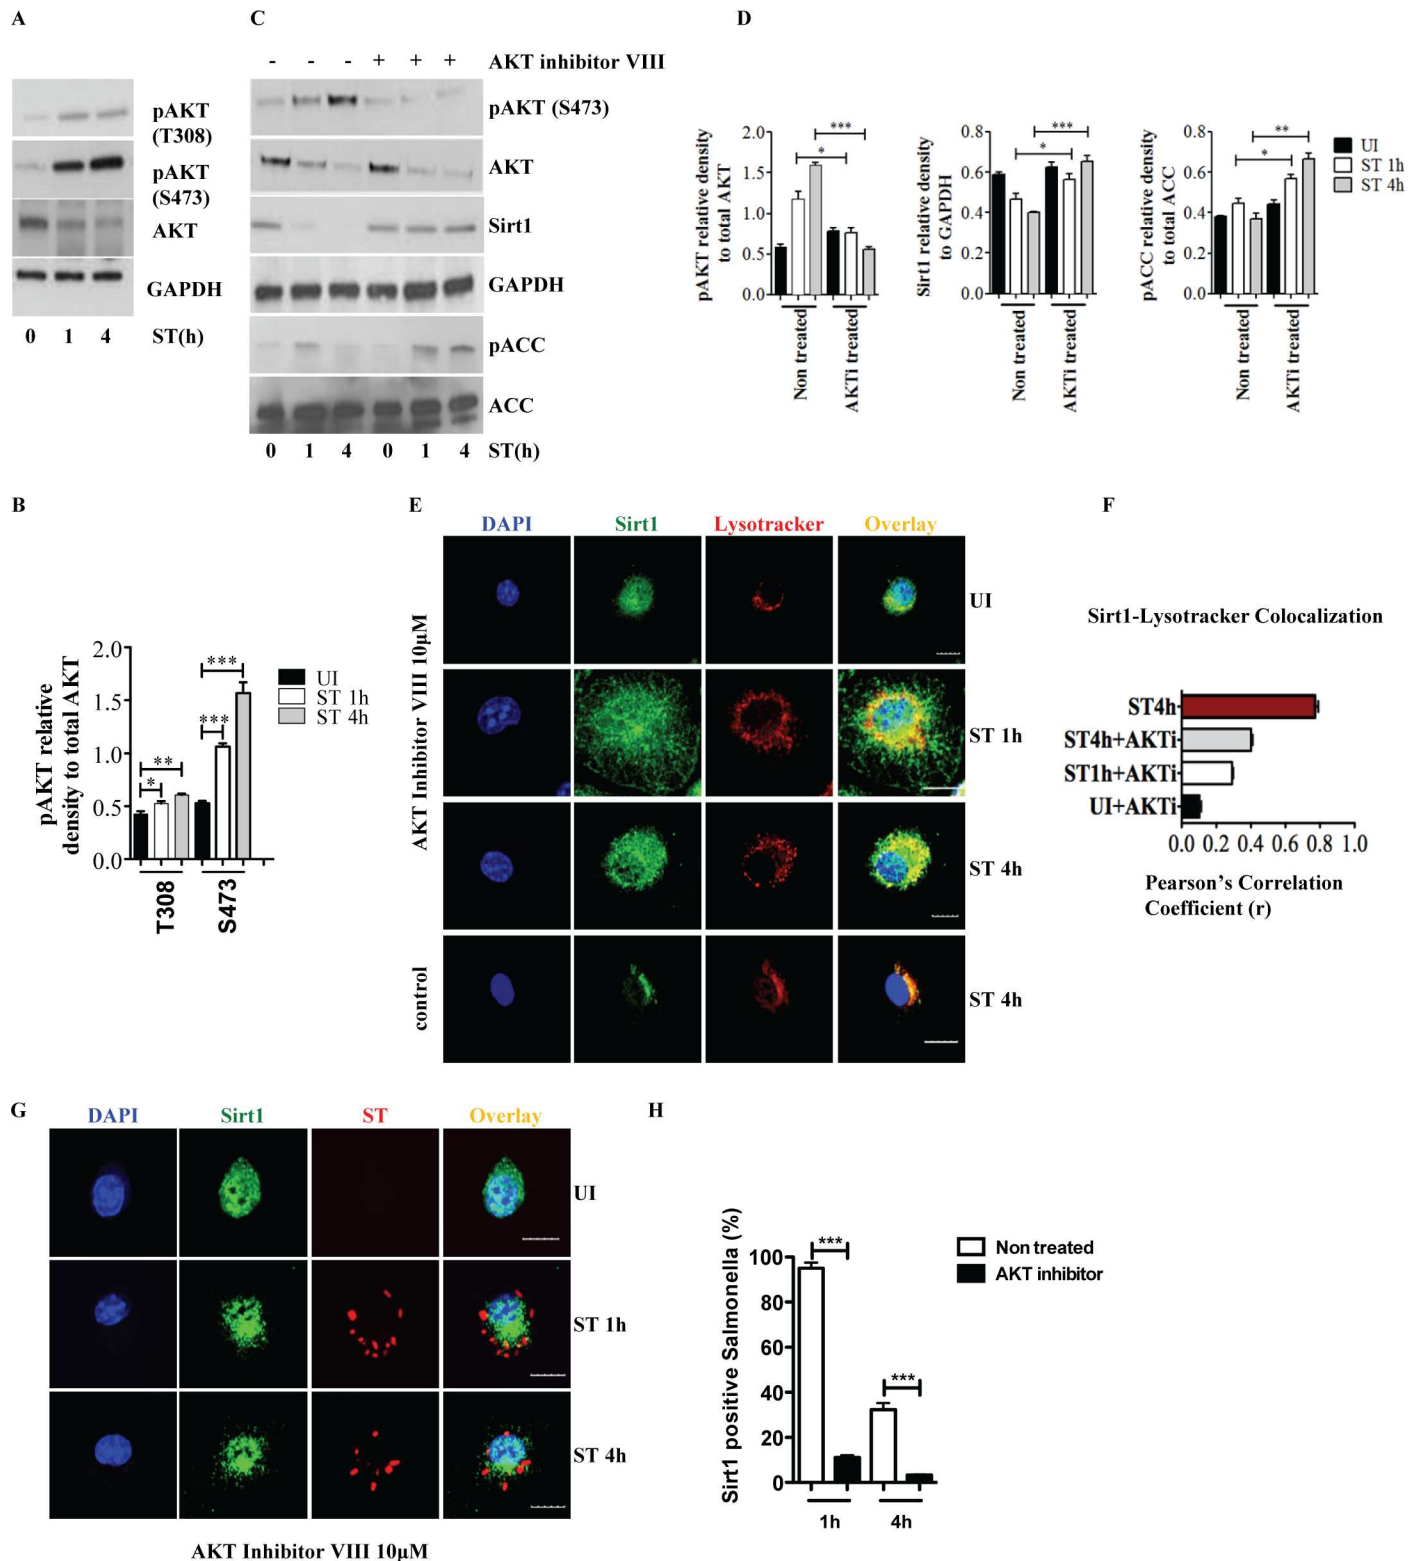 A
pAKT
(T308)
pAKT
(S473)
AKT
GAPDH
0 1 4 ST(h)
C
- - - + + + AKT inhibitor VIII
pAKT (S473)
AKT
Sirt1
GAPDH
pACC
ACC
0 1 4 0 1 4 ST(h)
D
pAKT relative density
to total AKT
2.0
1.5
1.0
0.5
0.0
***
*
Non treated
AKTi treated
Sirt1 relative density
to GAPDH
0.8
0.6
0.4
0.2
0.0
***
*
Non treated
AKTi treated
pACC relative density
to total ACC
0.8
0.6
0.4
0.2
0.0
**
*
Non treated
AKTi treated
UI
ST 1h
ST 4h
B
pAKT relative
density to total AKT
2.0
1.5
1.0
0.5
0.0
***
***
**
*
T308
S473
UI
ST 1h
ST 4h
E
DAPI Sirt1 Lysotracker Overlay
AKT Inhibitor VIII 10µM
control
UI
ST 1h
ST 4h
ST 4h
F
Sirt1-Lysotracker Colocalization
ST4h
ST4h+AKTi
ST1h+AKTi
UI+AKTi
0.0 0.2 0.4 0.6 0.8 1.0
Pearson's Correlation
Coefficient (r)
G
DAPI Sirt1 ST Overlay
UI
ST 1h
ST 4h
AKT Inhibitor VIII 10µM
H
Sirt1 positive Salmonella (%)
100
80
60
40
20
0
***
***
1h 4h
Non treated
AKT inhibitor